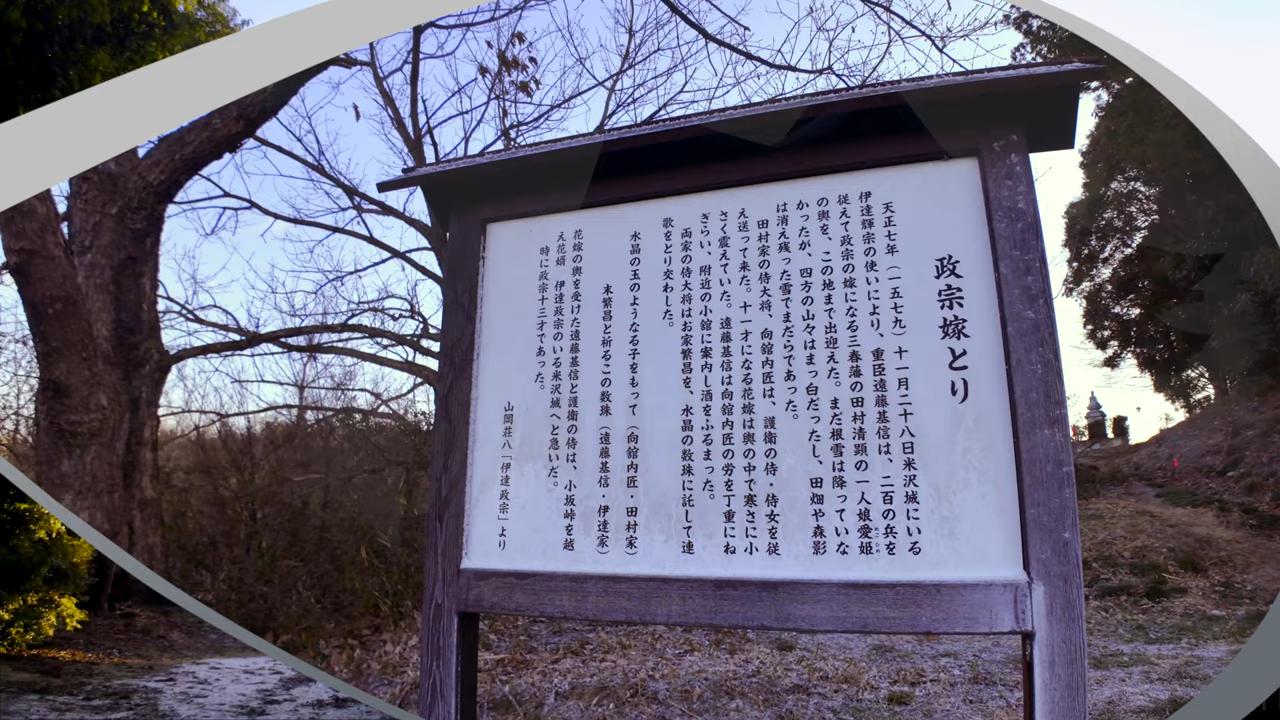 政宗嫁とり
天正七年（一五七九）十一月二十八日米沢城にいる
伊達輝宗の使いにより、重臣遠藤基信は、二百の兵を
従えて政宗の嫁になる三春藩の田村清顕の一人娘愛姫
めごひめ
の輿を、この地まで出迎えた。まだ根雪は降っていな
かったが、四方の山々はまっ白だったし、田畑や森影
は消え残った雪でまだらであった。
田村家の侍大将、向舘内匠は、護衛の侍・侍女を従
え送って来た。十一才になる花嫁は輿の中で寒さに小
さく震えていた。遠藤基信は向舘内匠の労を丁重にね
ぎらい、附近の小舘に案内し酒をふるまった。
両家の侍大将はお家繁昌を、水晶の数珠に託して連
歌をとり交わした。
水晶の玉のようなる子をもって（向舘内匠・田村家）
末繁昌と祈るこの数珠（遠藤基信・伊達家）
花嫁の輿を受けた遠藤基信と護衛の侍は、小坂峠を越
え花婿 伊達政宗のいる米沢城へと急いだ。
時に政宗十三才であった。
山岡荘八「伊達政宗」より